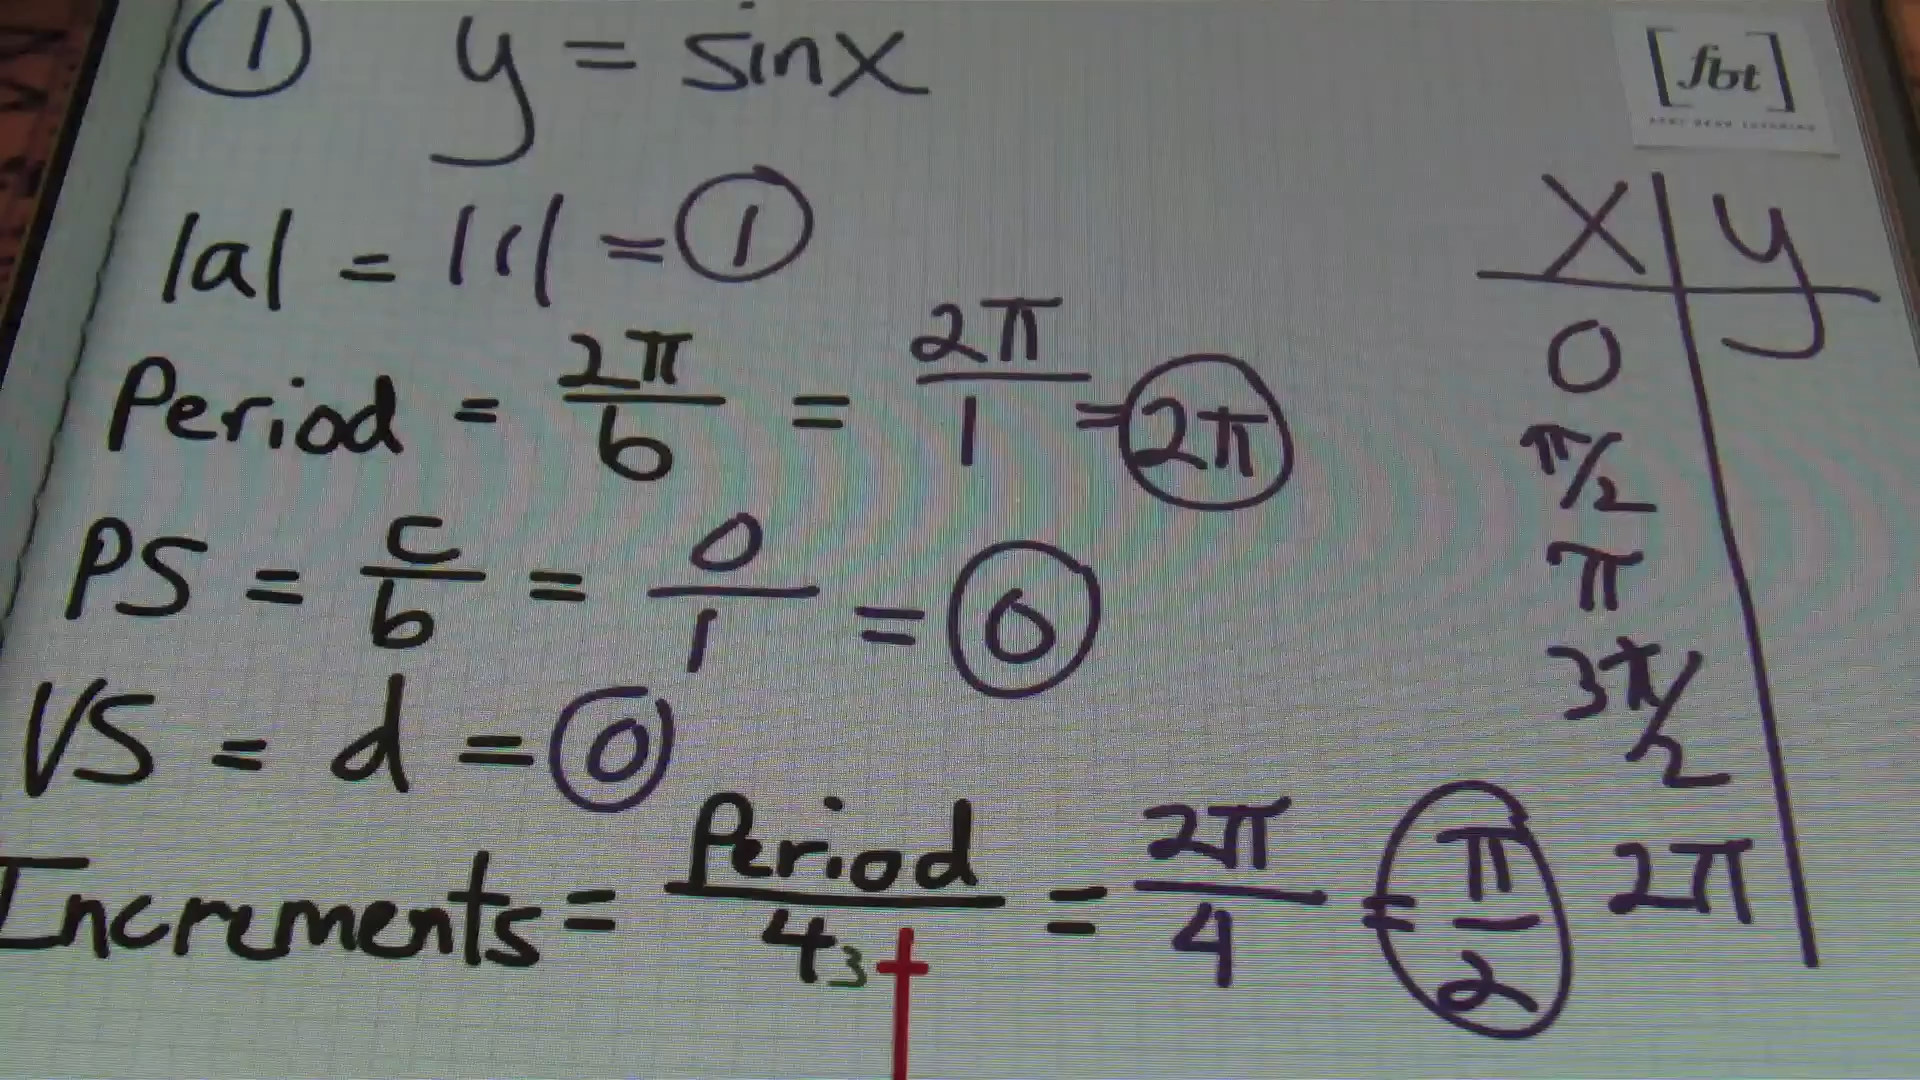 ① y = sinx
[fbt]
|a| = |1| = 1
Period = 2π/b = 2π/1 = 2π
PS = c/b = 0/1 = 0
VS = d = 0
Increments = Period/4 = 2π/4 = π/2
3
x | y
0
π/2
π
3π/2
2π